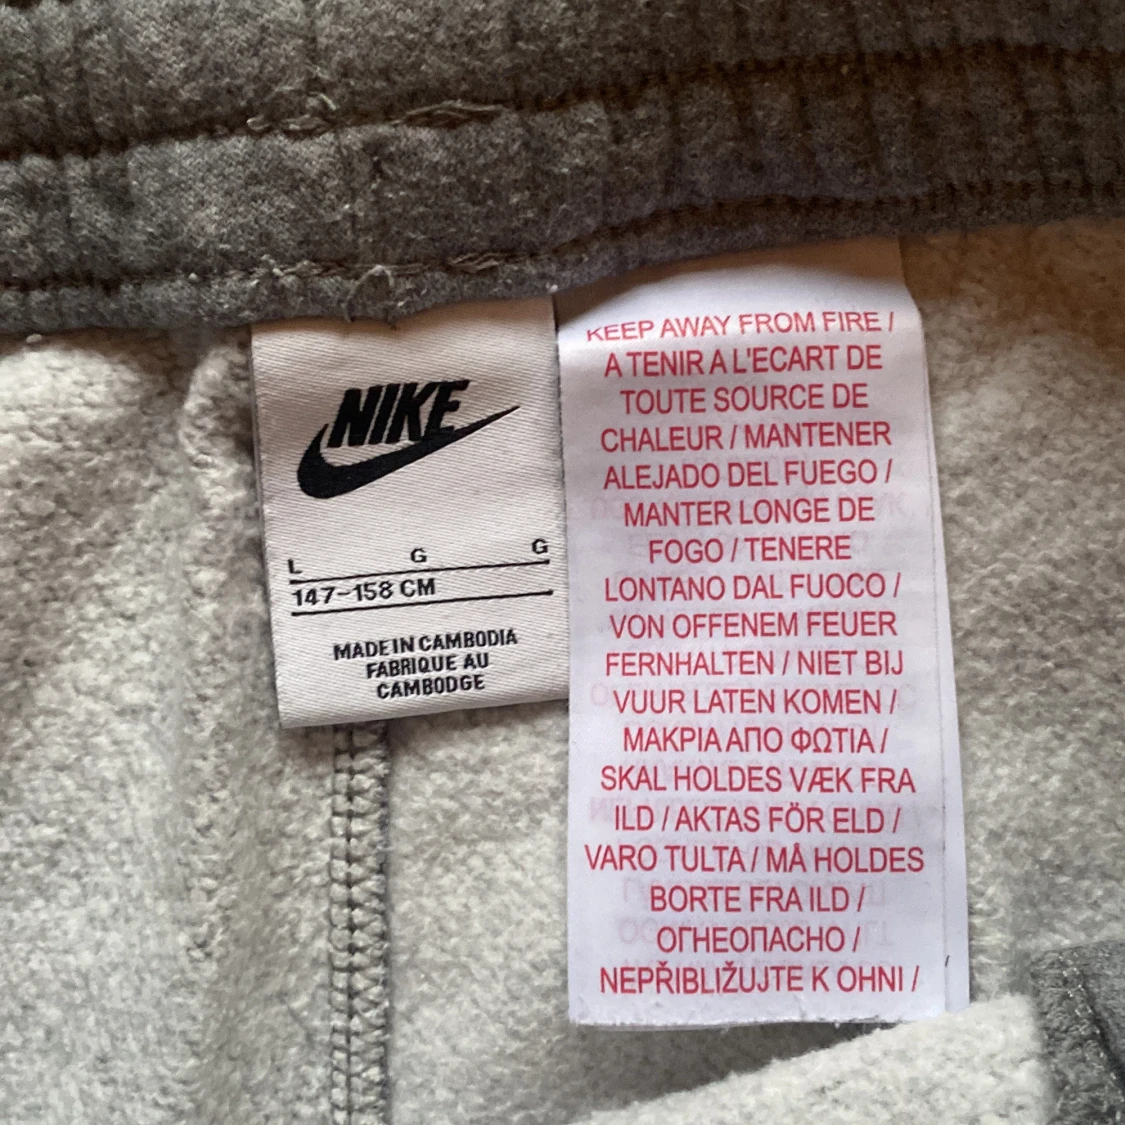 NIKE
L G G
147-158 CM
MADE IN CAMBODIA
FABRIQUE AU
CAMBODGE
KEEP AWAY FROM FIRE /
A TENIR A L'ECART DE
TOUTE SOURCE DE
CHALEUR / MANTENER
ALEJADO DEL FUEGO /
MANTER LONGE DE
FOGO / TENERE
LONTANO DAL FUOCO /
VON OFFENEM FEUER
FERNHALTEN / NIET BIJ
VUUR LATEN KOMEN /
ΜΑΚΡΙΑ ΑΠΟ ΦΩΤΙΑ /
SKAL HOLDES VÆK FRA
ILD / AKTAS FÖR ELD /
VARO TULTA / MÅ HOLDES
BORTE FRA ILD /
ОГНЕОПАСНО /
NEPŘIBLIŽUJTE K OHNI /